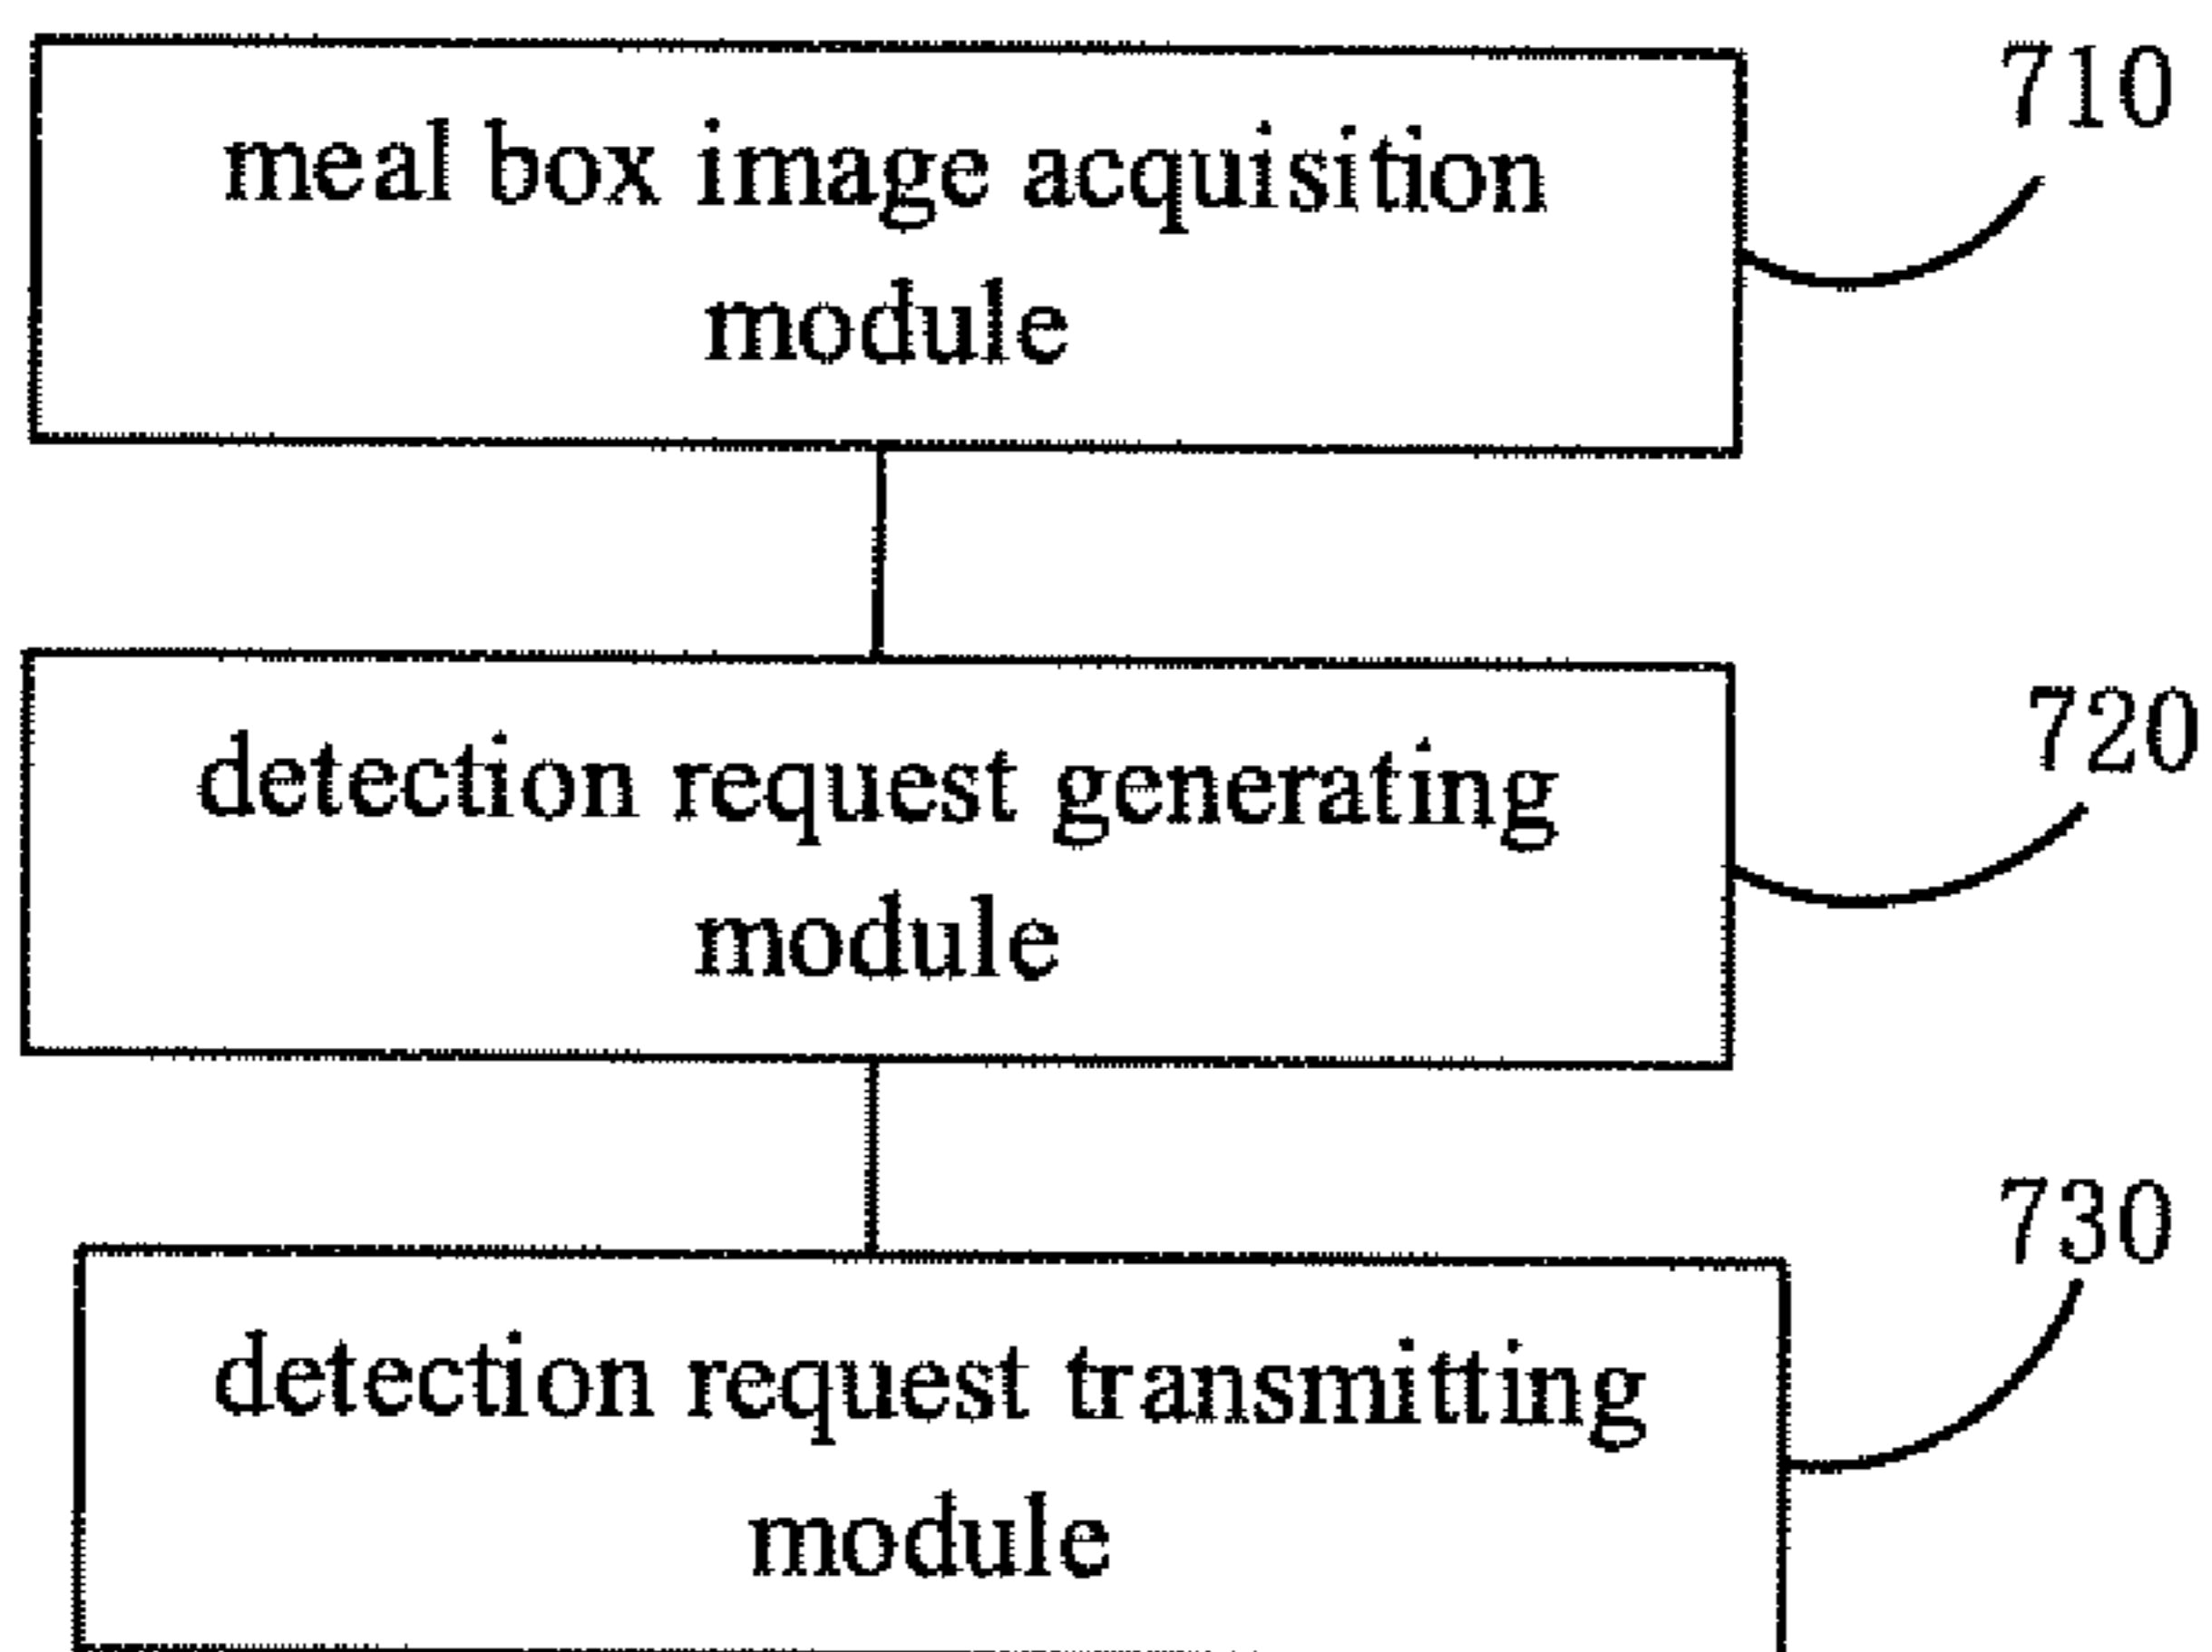 710
meal box image acquisition
module
720
detection request generating
module
730
detection request transmitting
module